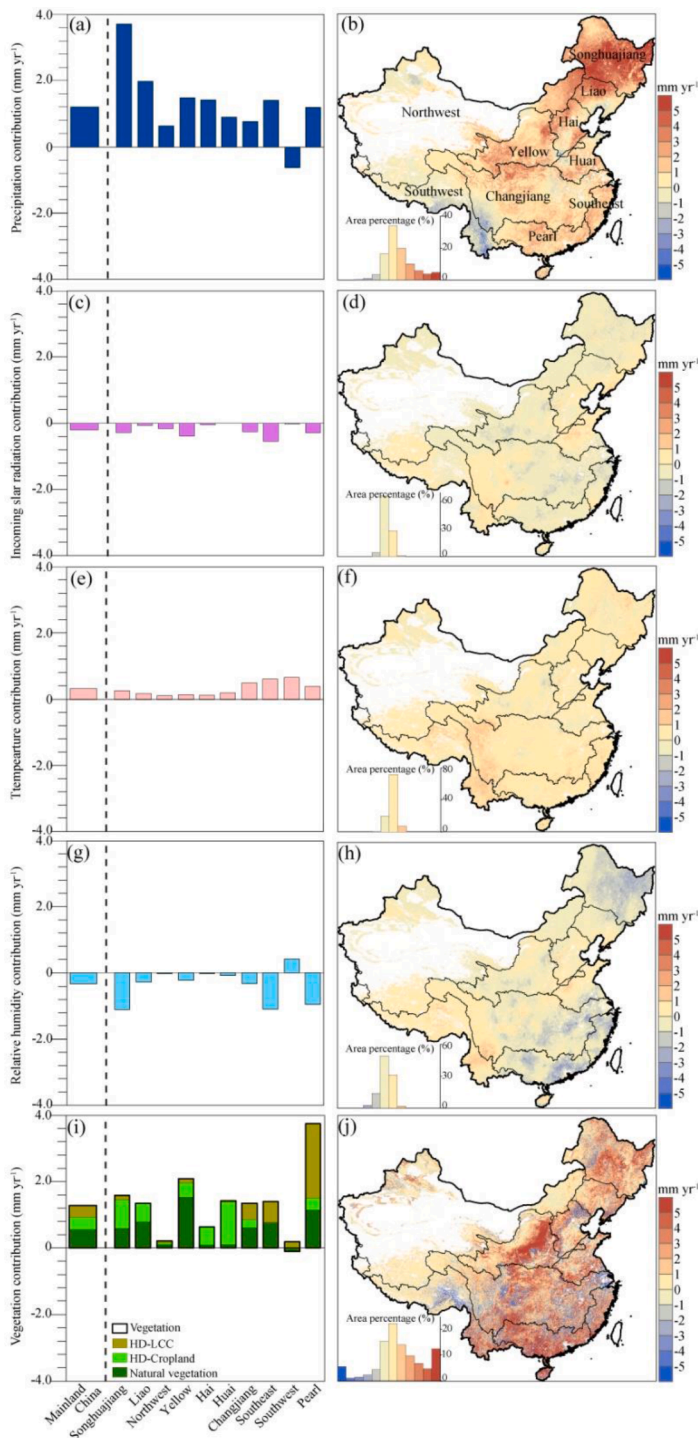 (a)
Precipitation contribution (mm yr-1)
4.0
2.0
0
-2.0
-4.0
(b)
Songhuajiang
Liao
Northwest
Hai
Yellow
Huai
Southwest
Changjiang
Southeast
Pearl
Area percentage (%)
40
20
0
mm yr-1
5
4
3
2
1
0
-1
-2
-3
-4
-5
(c)
Incoming slar radiation contribution (mm yr-1)
4.0
2.0
0
-2.0
-4.0
(d)
Area percentage (%)
60
30
0
mm yr-1
5
4
3
2
1
0
-1
-2
-3
-4
-5
(e)
Ttempearture contribution (mm yr-1)
4.0
2.0
0
-2.0
-4.0
(f)
Area percentage (%)
80
40
0
mm yr-1
5
4
3
2
1
0
-1
-2
-3
-4
-5
(g)
Relative humidity contribution (mm yr-1)
4.0
2.0
0
-2.0
-4.0
(h)
Area percentage (%)
60
30
0
mm yr-1
5
4
3
2
1
0
-1
-2
-3
-4
-5
(i)
Vegetation contribution (mm yr-1)
4.0
2.0
0
-2.0
-4.0
Vegetation
HD-LCC
HD-Cropland
Natural vegetation
Mainland
China
Songhuajiang
Liao
Northwest
Yellow
Hai
Huai
Changjiang
Southeast
Southwest
Pearl
(j)
Area percentage (%)
20
10
0
mm yr-1
5
4
3
2
1
0
-1
-2
-3
-4
-5